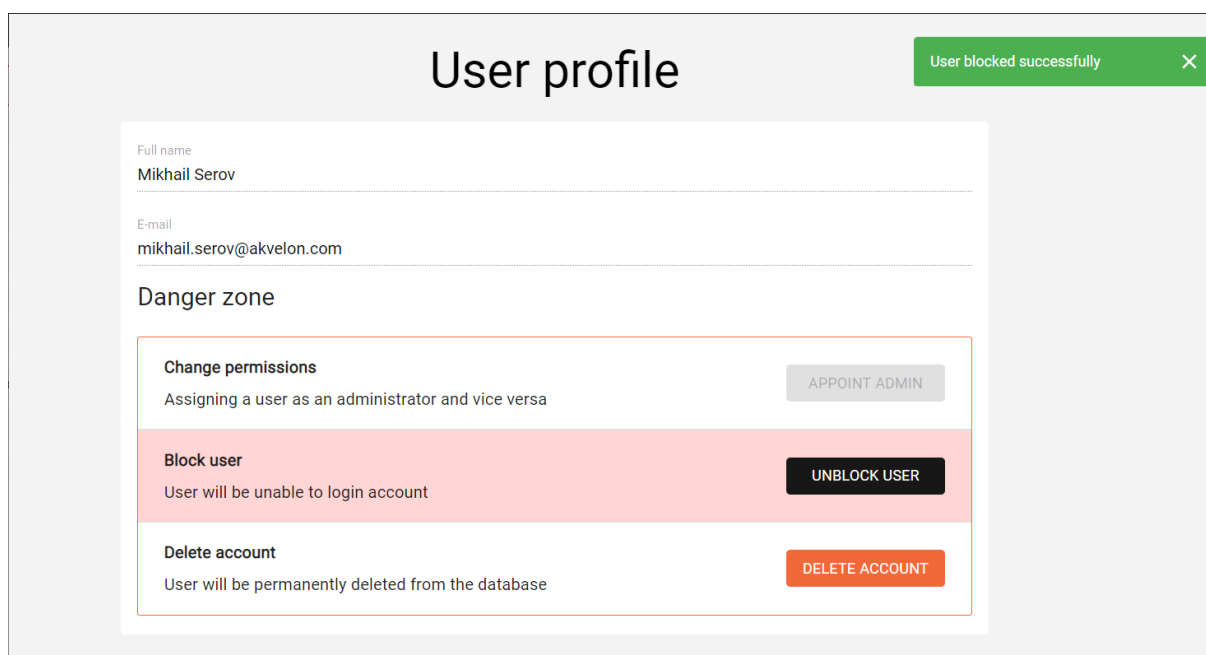 User profile
User blocked successfully
Full name
Mikhail Serov
E-mail
mikhail.serov@akvelon.com
Danger zone
Change permissions
Assigning a user as an administrator and vice versa
APPOINT ADMIN
Block user
User will be unable to login account
UNBLOCK USER
Delete account
User will be permanently deleted from the database
DELETE ACCOUNT